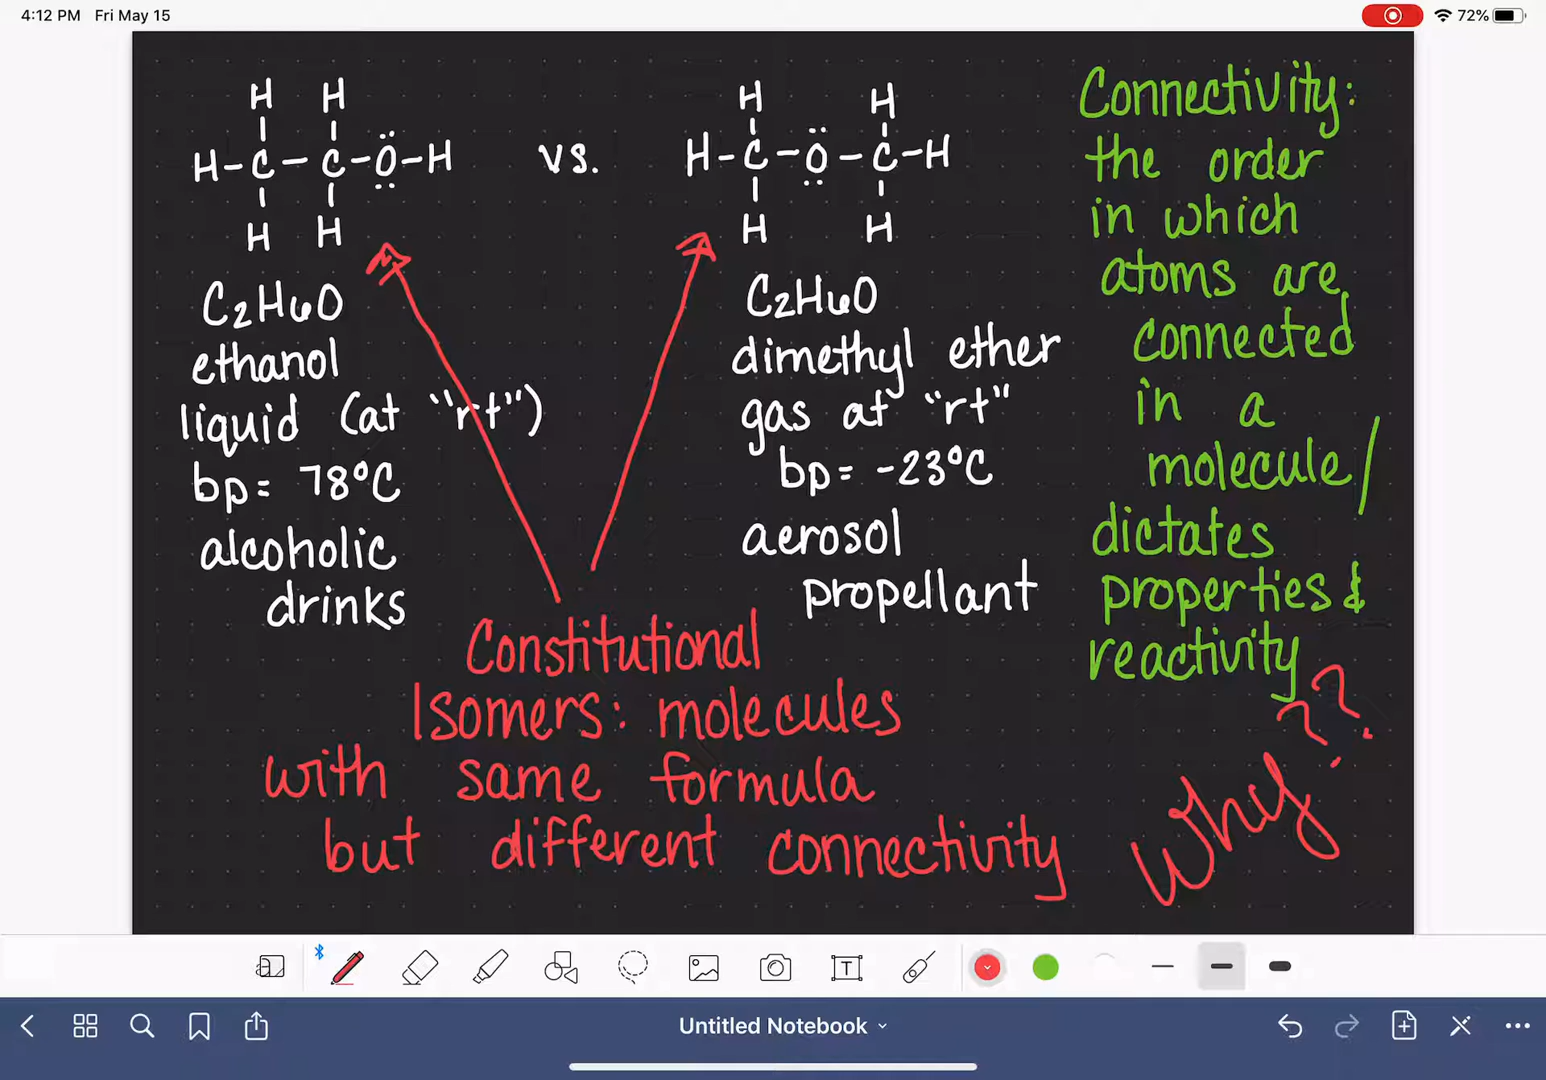 4:12 PM Fri May 15
72%
H H
H-C-C-O-H
H H
C2H6O
ethanol
liquid (at "rt")
bp= 78°C
alcoholic
drinks
vs.
H H
H-C-O-C-H
H H
C2H6O
dimethyl ether
gas at "rt"
bp= -23°C
aerosol
propellant
Connectivity:
the order
in which
atoms are
connected
in a
molecule/
dictates
properties &
reactivity
Constitutional
Isomers: molecules
with same formula
but different connectivity
Why??
T
Untitled Notebook